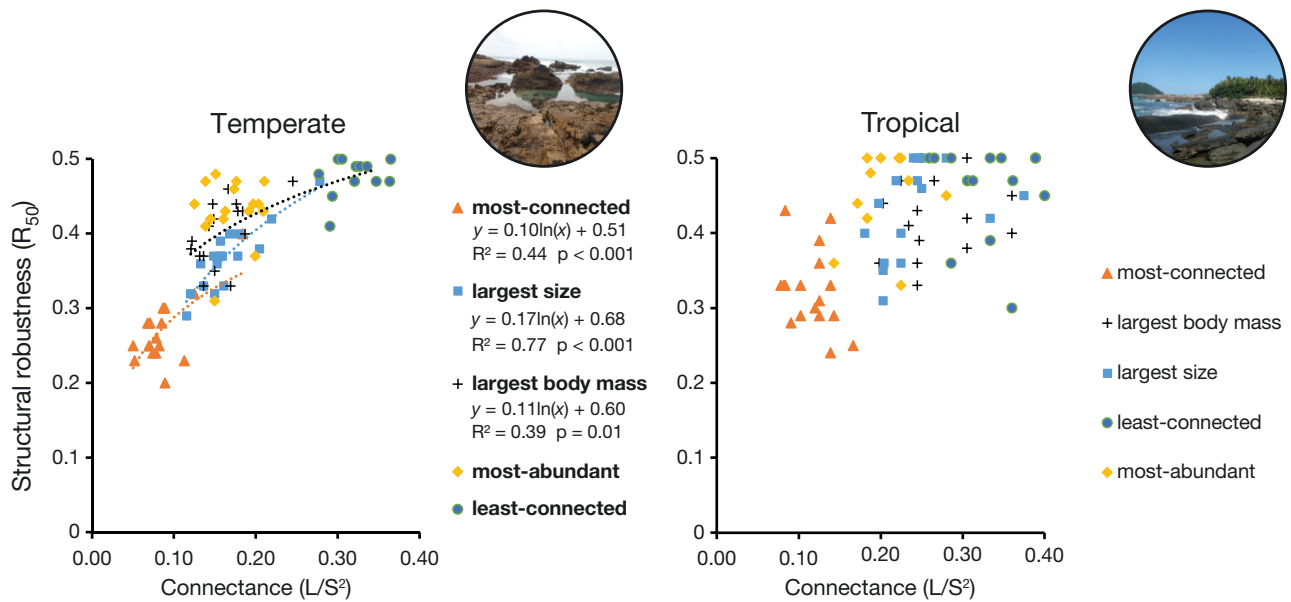 Temperate
Structural robustness (R50)
0.5
0.4
0.3
0.2
0.1
0
0.00
0.10
0.20
0.30
0.40
Connectance (L/S²)
most-connected
y = 0.10ln(x) + 0.51
R² = 0.44 p < 0.001
largest size
y = 0.17ln(x) + 0.68
R² = 0.77 p < 0.001
largest body mass
y = 0.11ln(x) + 0.60
R² = 0.39 p = 0.01
most-abundant
least-connected
Tropical
0.5
0.4
0.3
0.2
0.1
0
0.00
0.10
0.20
0.30
0.40
Connectance (L/S²)
most-connected
largest body mass
largest size
least-connected
most-abundant